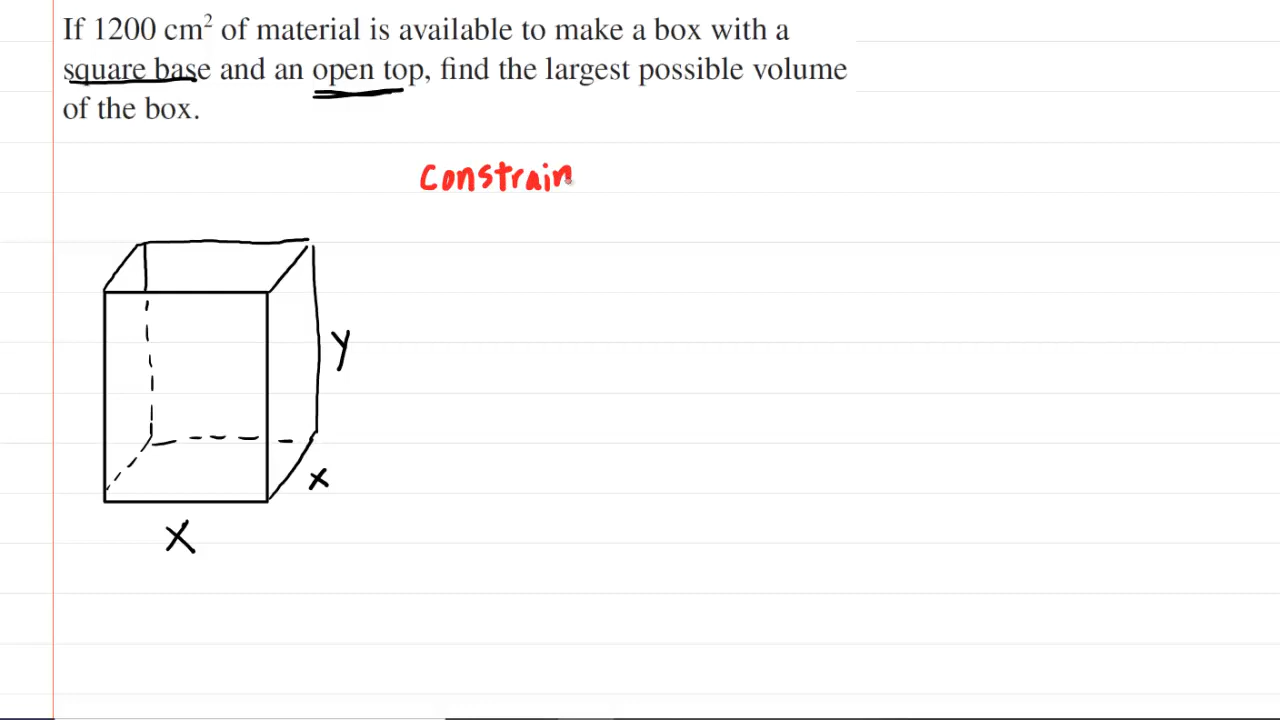 If 1200 cm² of material is available to make a box with a
square base and an open top, find the largest possible volume
of the box.
Constrain
y
x
X